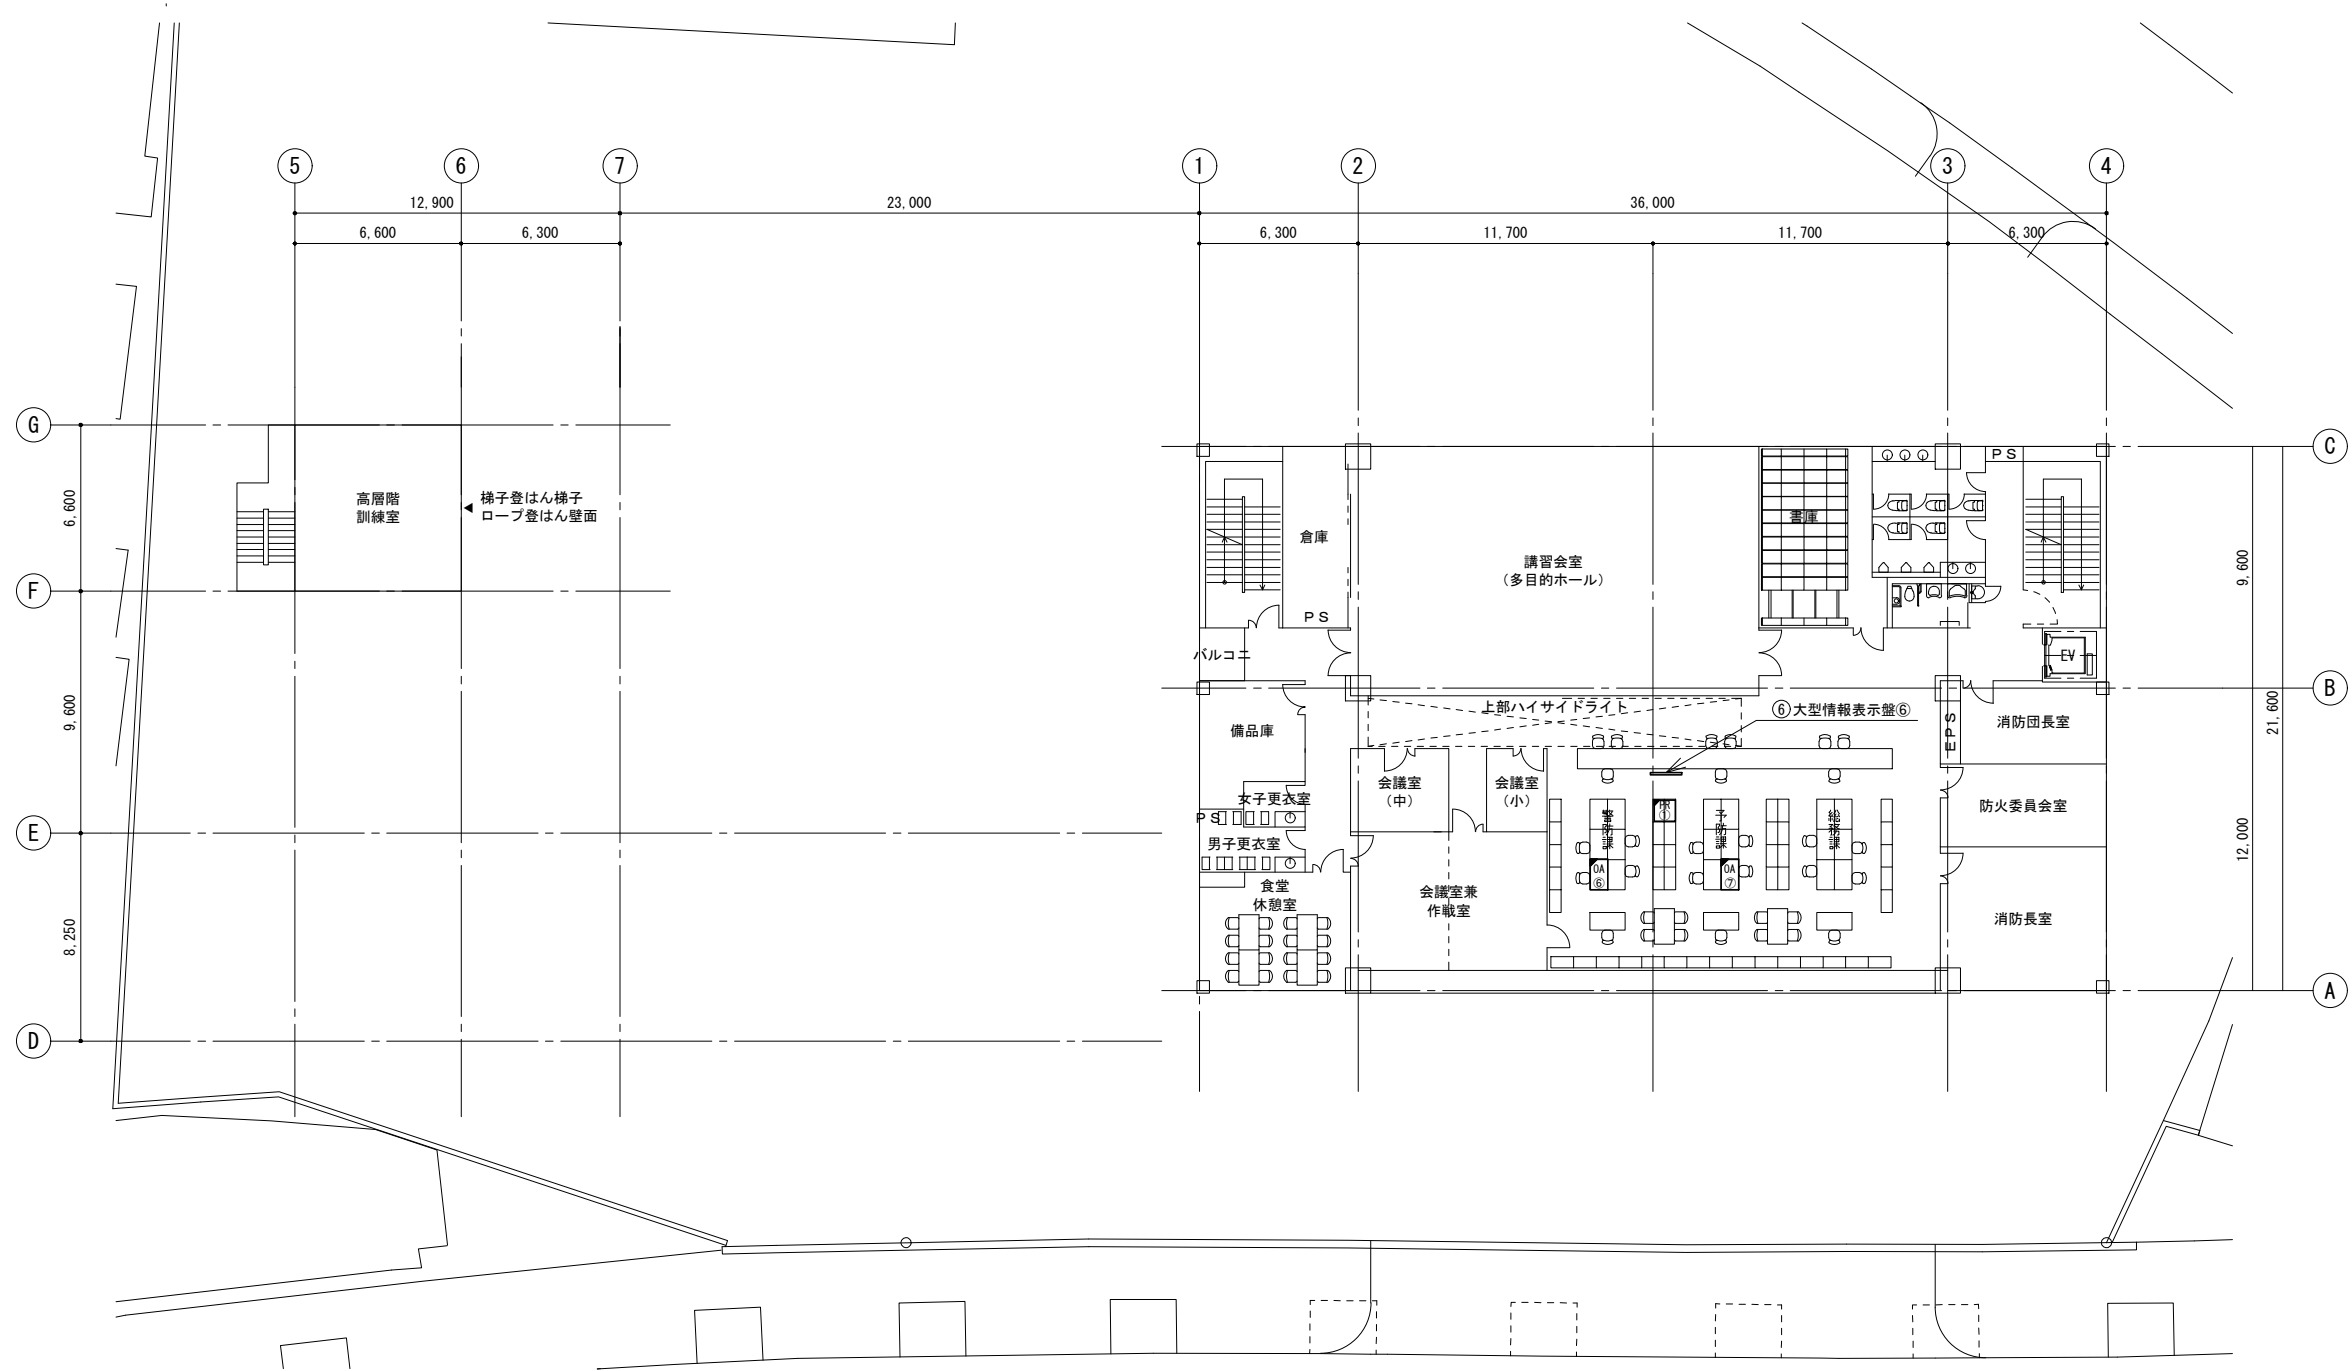 5
6
7
1
2
3
4
12,900
23,000
36,000
6,600
6,300
6,300
11,700
11,700
6,300
G
F
E
D
C
B
A
6,600
9,600
8,250
9,600
12,000
21,600
高層階
訓練室
梯子登はん梯子
ロープ登はん壁面
倉庫
PS
講習会室
(多目的ホール)
書庫
PS
バルコニ
EV
上部ハイサイドライト
⑥大型情報表示盤⑥
EPS
消防団長室
備品庫
会議室
(中)
会議室
(小)
女子更衣室
PS
男子更衣室
防火委員会室
警防課
PR
①
予防課
総務課
OA
⑥
OA
⑦
食堂
休憩室
会議室兼
作戦室
消防長室